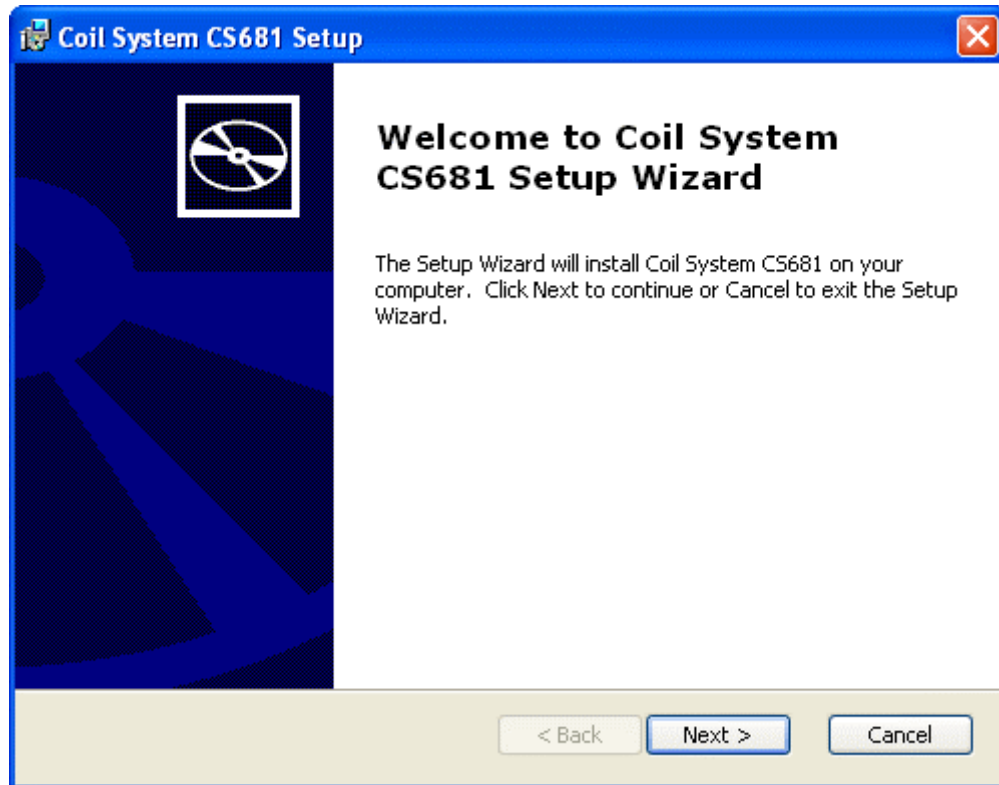 Coil System CS681 Setup
Welcome to Coil System
CS681 Setup Wizard
The Setup Wizard will install Coil System CS681 on your
computer.  Click Next to continue or Cancel to exit the Setup
Wizard.
< Back
Next >
Cancel